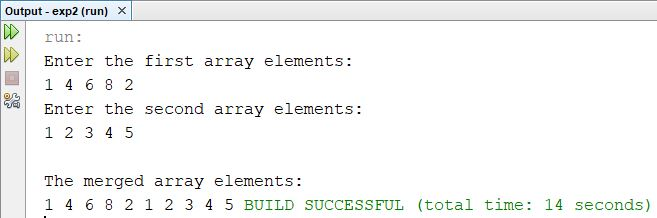 Output - exp2 (run)
run:
Enter the first array elements:
1 4 6 8 2
Enter the second array elements:
1 2 3 4 5
The merged array elements:
1 4 6 8 2 1 2 3 4 5 BUILD SUCCESSFUL (total time: 14 seconds)